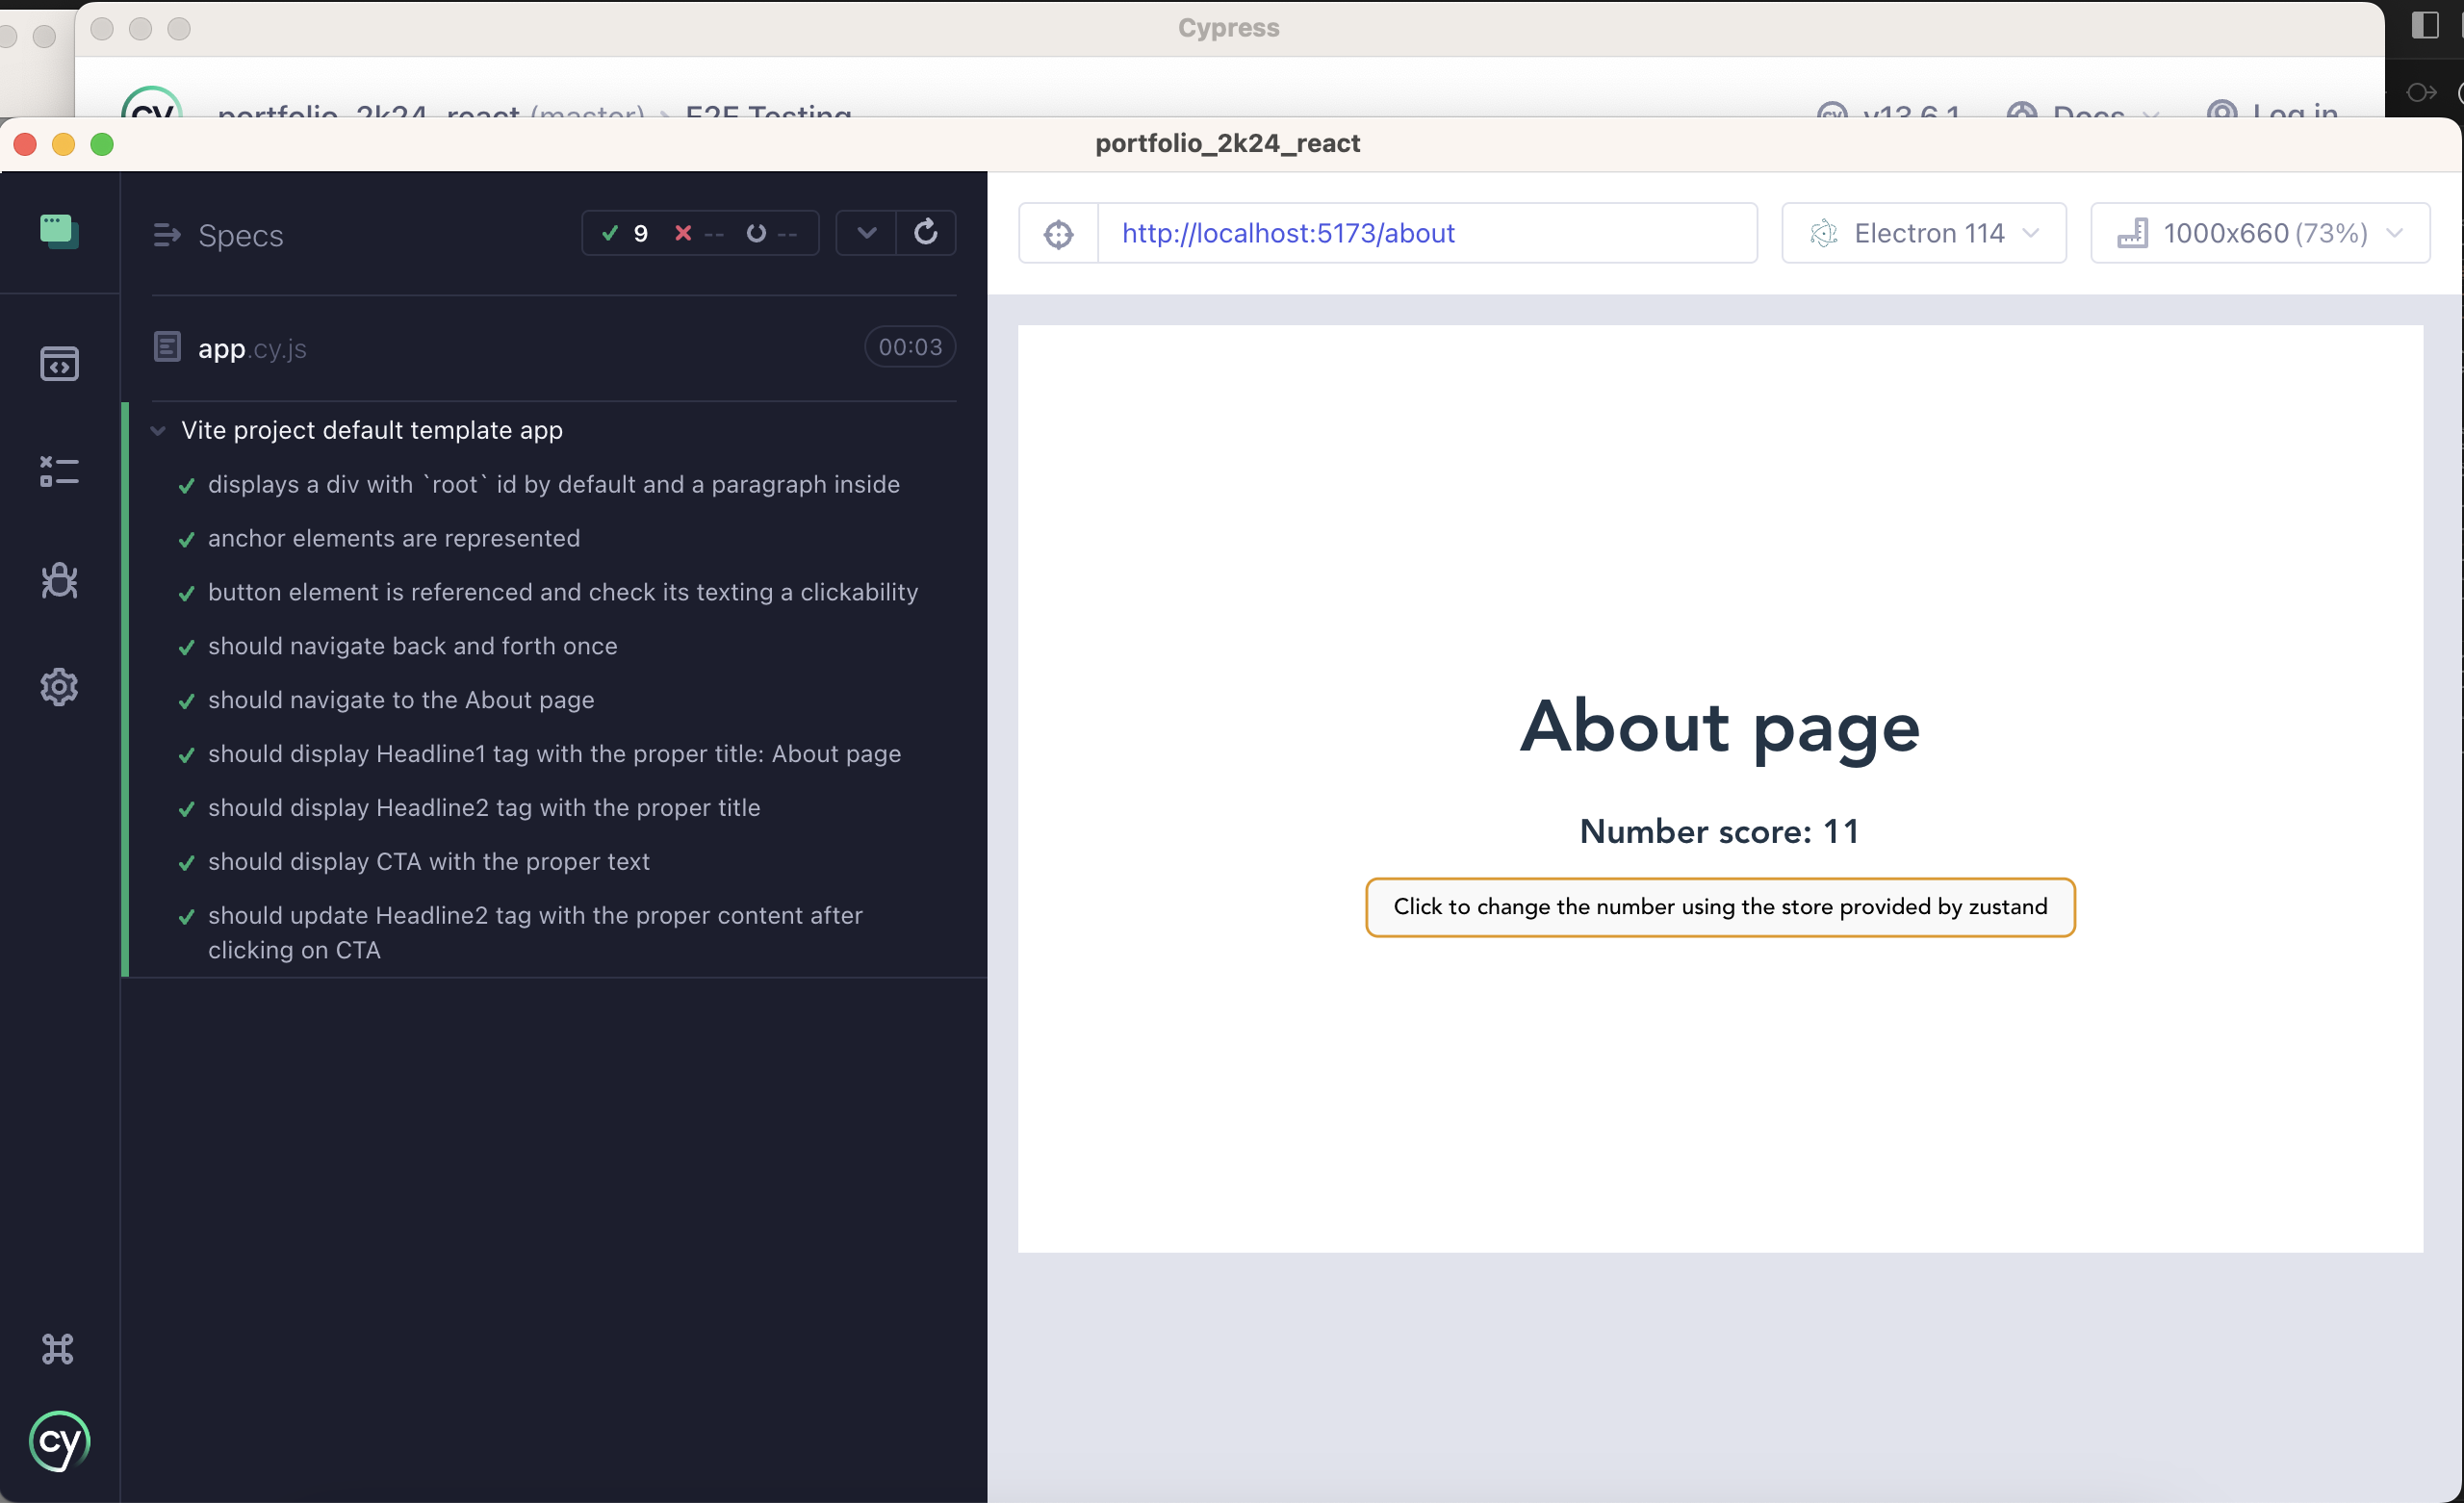 Cypress
cy portfolio_2k24_react (master) › E2E Testing v13.6.1 Docs Log in
portfolio_2k24_react
Specs 9 -- --
http://localhost:5173/about Electron 114 1000x660 (73%)
app.cy.js 00:03
Vite project default template app
displays a div with `root` id by default and a paragraph inside
anchor elements are represented
button element is referenced and check its texting a clickability
should navigate back and forth once
should navigate to the About page
should display Headline1 tag with the proper title: About page
should display Headline2 tag with the proper title
should display CTA with the proper text
should update Headline2 tag with the proper content after
clicking on CTA
About page
Number score: 11
Click to change the number using the store provided by zustand
cy